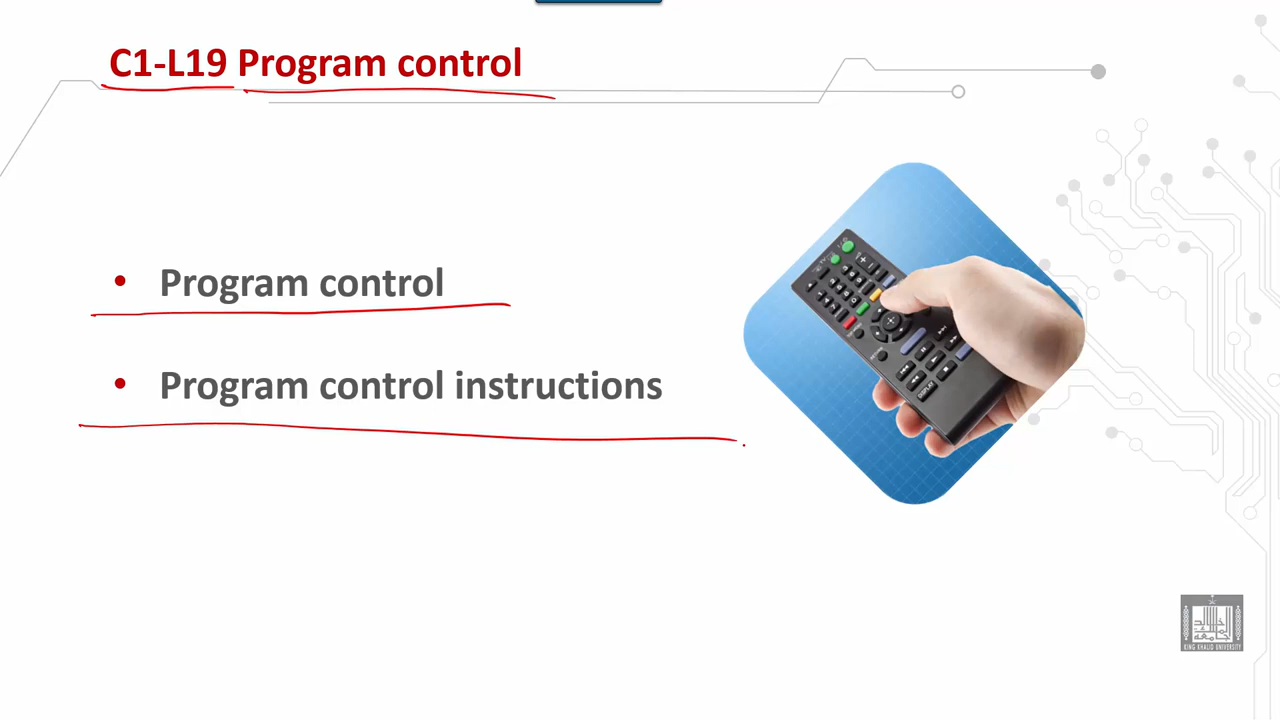 C1-L19 Program control
• Program control
• Program control instructions
KING KHALID UNIVERSITY